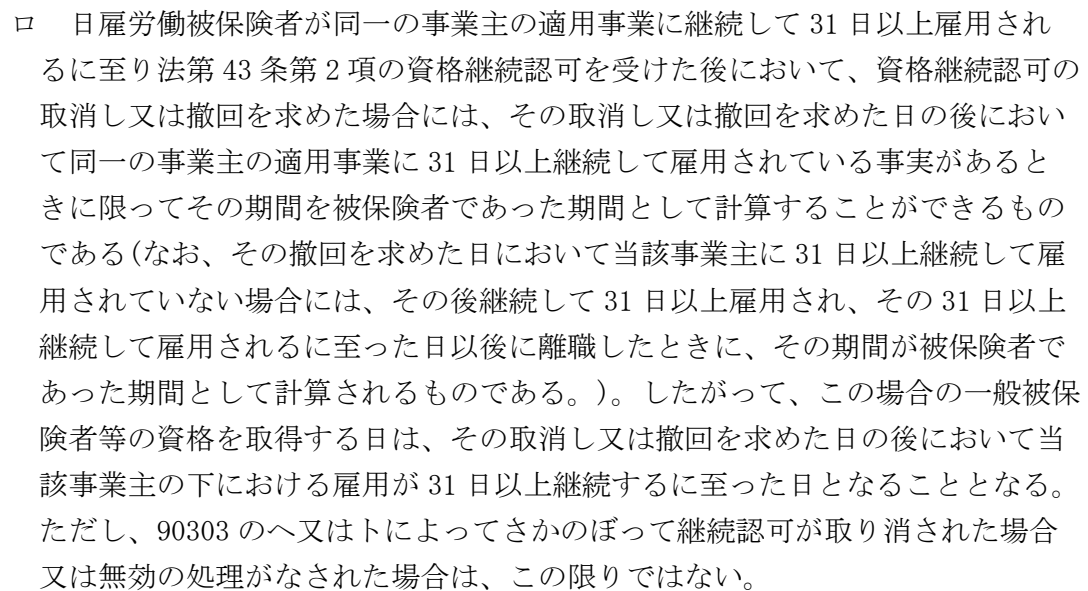 ロ　日雇労働被保険者が同一の事業主の適用事業に継続して 31 日以上雇用され
るに至り法第 43 条第 2 項の資格継続認可を受けた後において、資格継続認可の
取消し又は撤回を求めた場合には、その取消し又は撤回を求めた日の後におい
て同一の事業主の適用事業に 31 日以上継続して雇用されている事実があると
きに限ってその期間を被保険者であった期間として計算することができるもの
である(なお、その撤回を求めた日において当該事業主に 31 日以上継続して雇
用されていない場合には、その後継続して 31 日以上雇用され、その 31 日以上
継続して雇用されるに至った日以後に離職したときに、その期間が被保険者で
あった期間として計算されるものである。)。したがって、この場合の一般被保
険者等の資格を取得する日は、その取消し又は撤回を求めた日の後において当
該事業主の下における雇用が 31 日以上継続するに至った日となることとなる。
ただし、90303 のへ又はトによってさかのぼって継続認可が取り消された場合
又は無効の処理がなされた場合は、この限りではない。